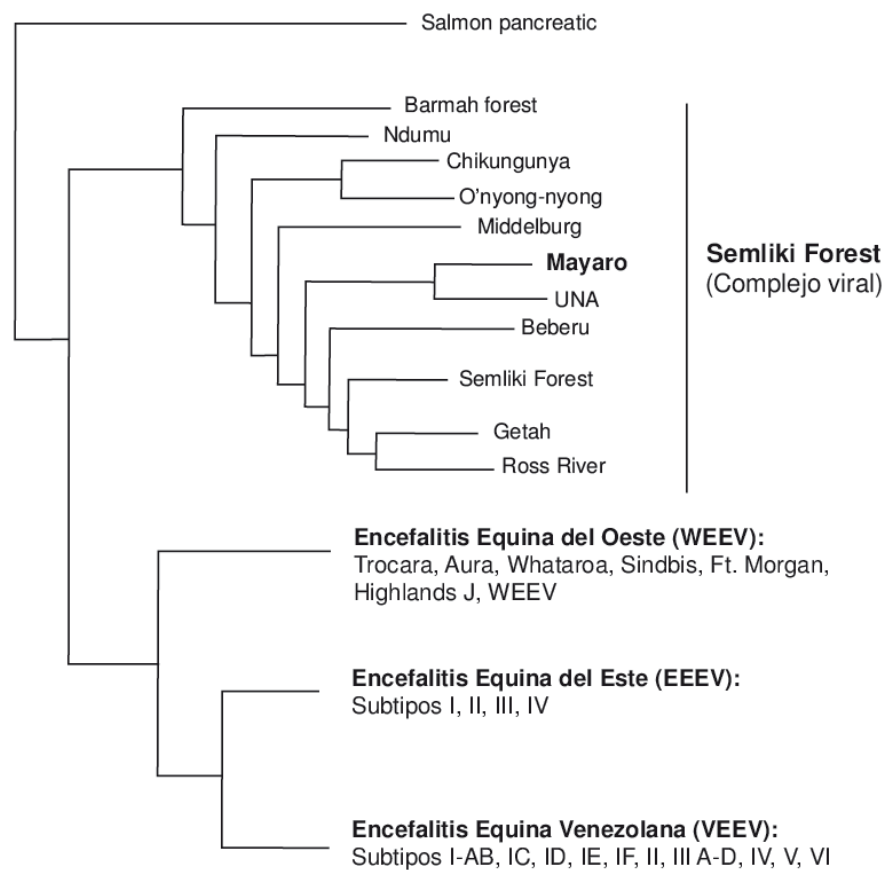 Salmon pancreatic
Barmah forest
Ndumu
Chikungunya
O'nyong-nyong
Middelburg
Mayaro
UNA
Beberu
Semliki Forest
Getah
Ross River
Semliki Forest
(Complejo viral)
Encefalitis Equina del Oeste (WEEV):
Trocara, Aura, Whataroa, Sindbis, Ft. Morgan,
Highlands J, WEEV
Encefalitis Equina del Este (EEEV):
Subtipos I, II, III, IV
Encefalitis Equina Venezolana (VEEV):
Subtipos I-AB, IC, ID, IE, IF, II, III A-D, IV, V, VI